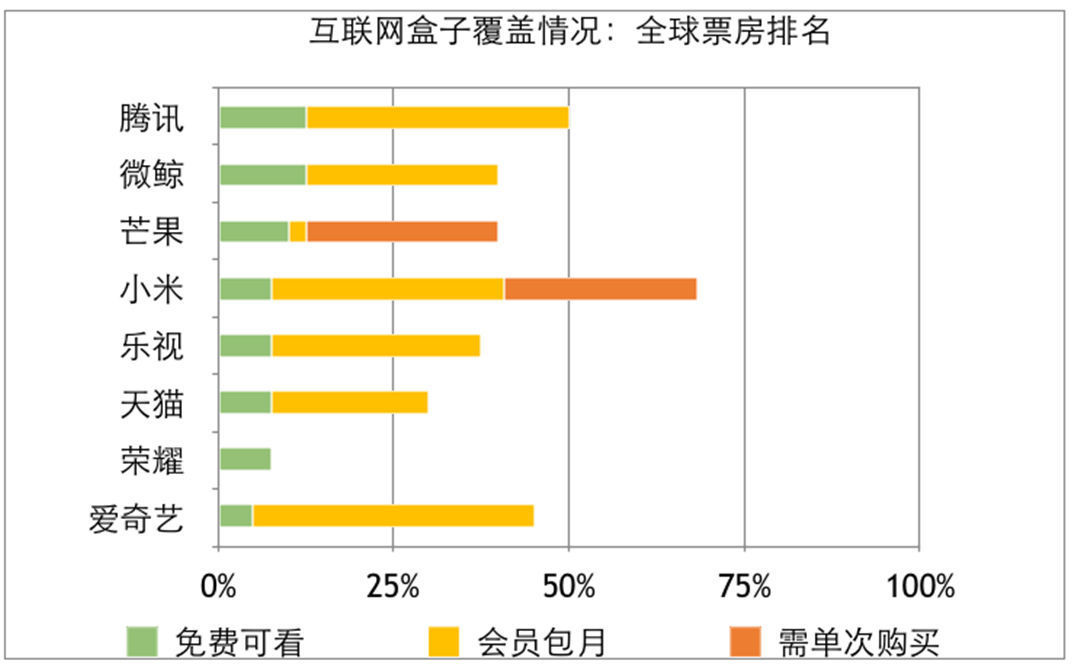 互联网盒子覆盖情况：全球票房排名
腾讯
微鲸
芒果
小米
乐视
天猫
荣耀
爱奇艺
0% 25% 50% 75% 100%
免费可看 会员包月 需单次购买